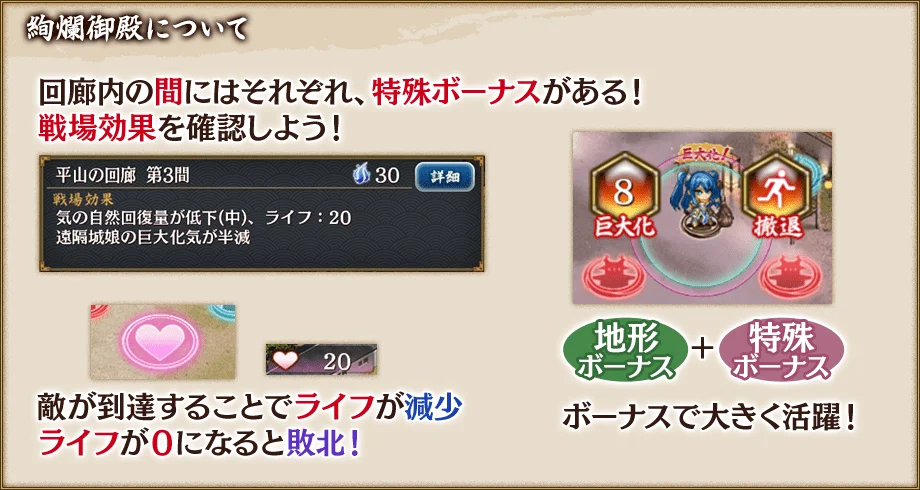 絢爛御殿について
回廊内の間にはそれぞれ、特殊ボーナスがある!
戦場効果を確認しよう!
平山の回廊 第3間
30
詳細
戦場効果
気の自然回復量が低下(中)、ライフ:20
遠隔城娘の巨大化気が半減
20
敵が到達することでライフが減少
ライフが0になると敗北!
巨大化!
8
巨大化
撤退
地形
ボーナス
+
特殊
ボーナス
ボーナスで大きく活躍!